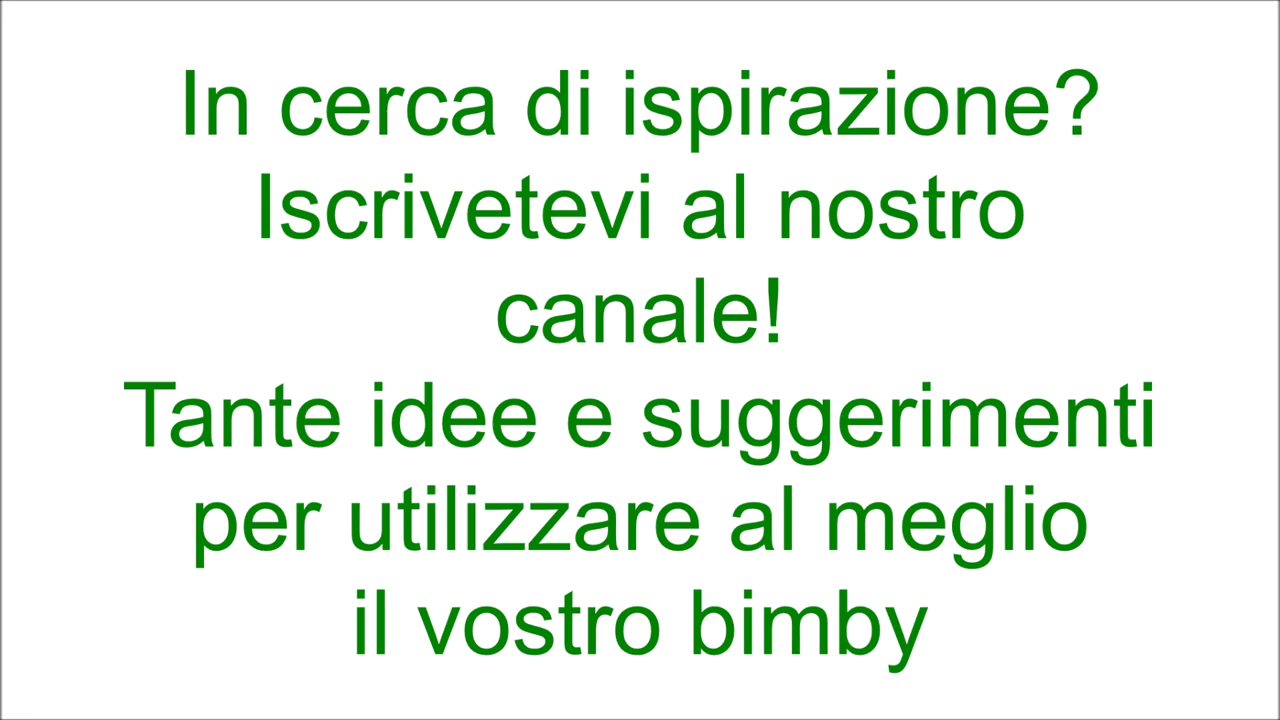 In cerca di ispirazione?
Iscrivetevi al nostro
canale!
Tante idee e suggerimenti
per utilizzare al meglio
il vostro bimby